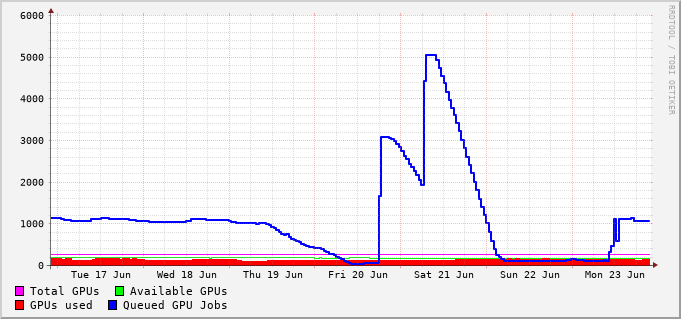 6000
5000
4000
3000
2000
1000
0
Tue 17 Jun Wed 18 Jun Thu 19 Jun Fri 20 Jun Sat 21 Jun Sun 22 Jun Mon 23 Jun
Total GPUs Available GPUs
GPUs used Queued GPU Jobs
RRDTOOL / TOBI OETIKER